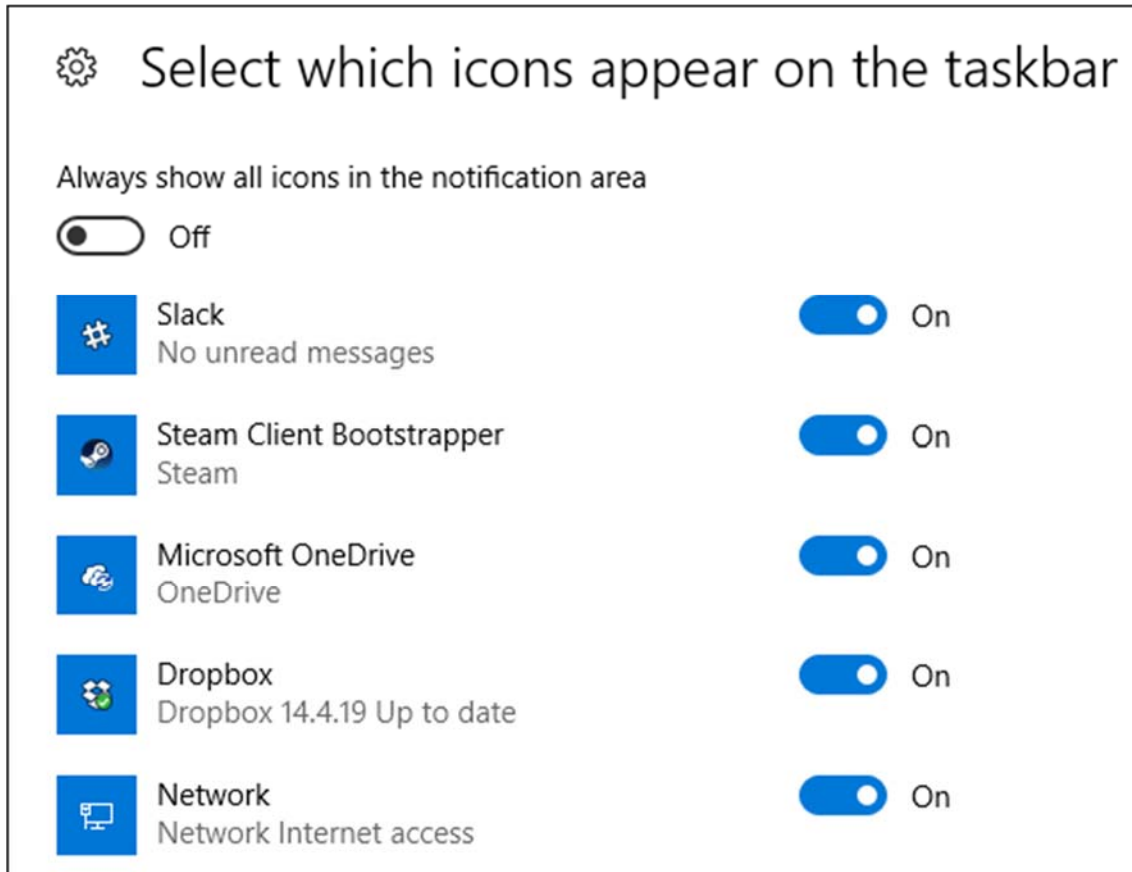 Select which icons appear on the taskbar
Always show all icons in the notification area
Off
Slack
On
No unread messages
Steam Client Bootstrapper
On
Steam
Microsoft OneDrive
On
OneDrive
Dropbox
On
Dropbox 14.4.19 Up to date
Network
On
Network Internet access